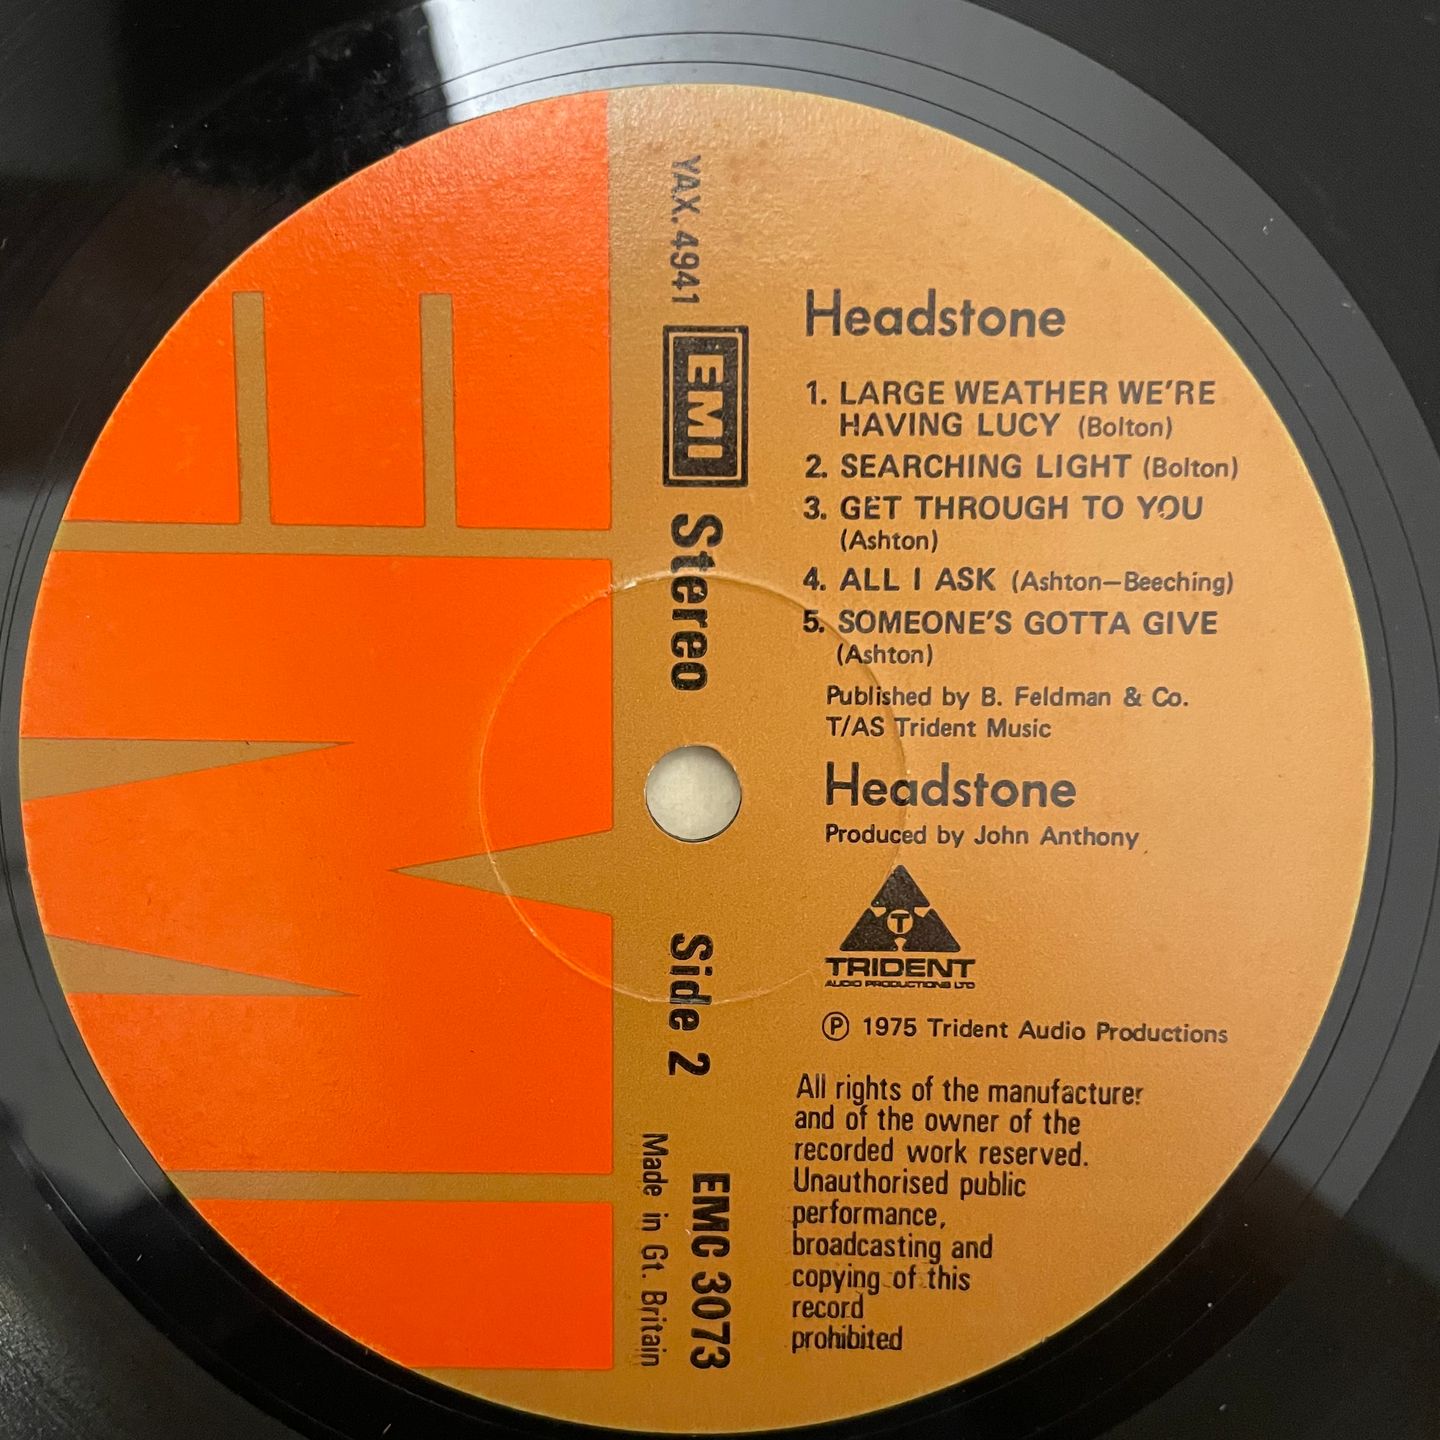 YAX. 4941
EMI
Stereo
Side 2
EMC 3073
Made in Gt. Britain
Headstone
1. LARGE WEATHER WE'RE
HAVING LUCY (Bolton)
2. SEARCHING LIGHT (Bolton)
3. GET THROUGH TO YOU
(Ashton)
4. ALL I ASK (Ashton—Beeching)
5. SOMEONE'S GOTTA GIVE
(Ashton)
Published by B. Feldman & Co.
T/AS Trident Music
Headstone
Produced by John Anthony
T
TRIDENT
AUDIO PRODUCTIONS LTD
℗ 1975 Trident Audio Productions
All rights of the manufacturer
and of the owner of the
recorded work reserved.
Unauthorised public
performance,
broadcasting and
copying of this
record
prohibited
EMI